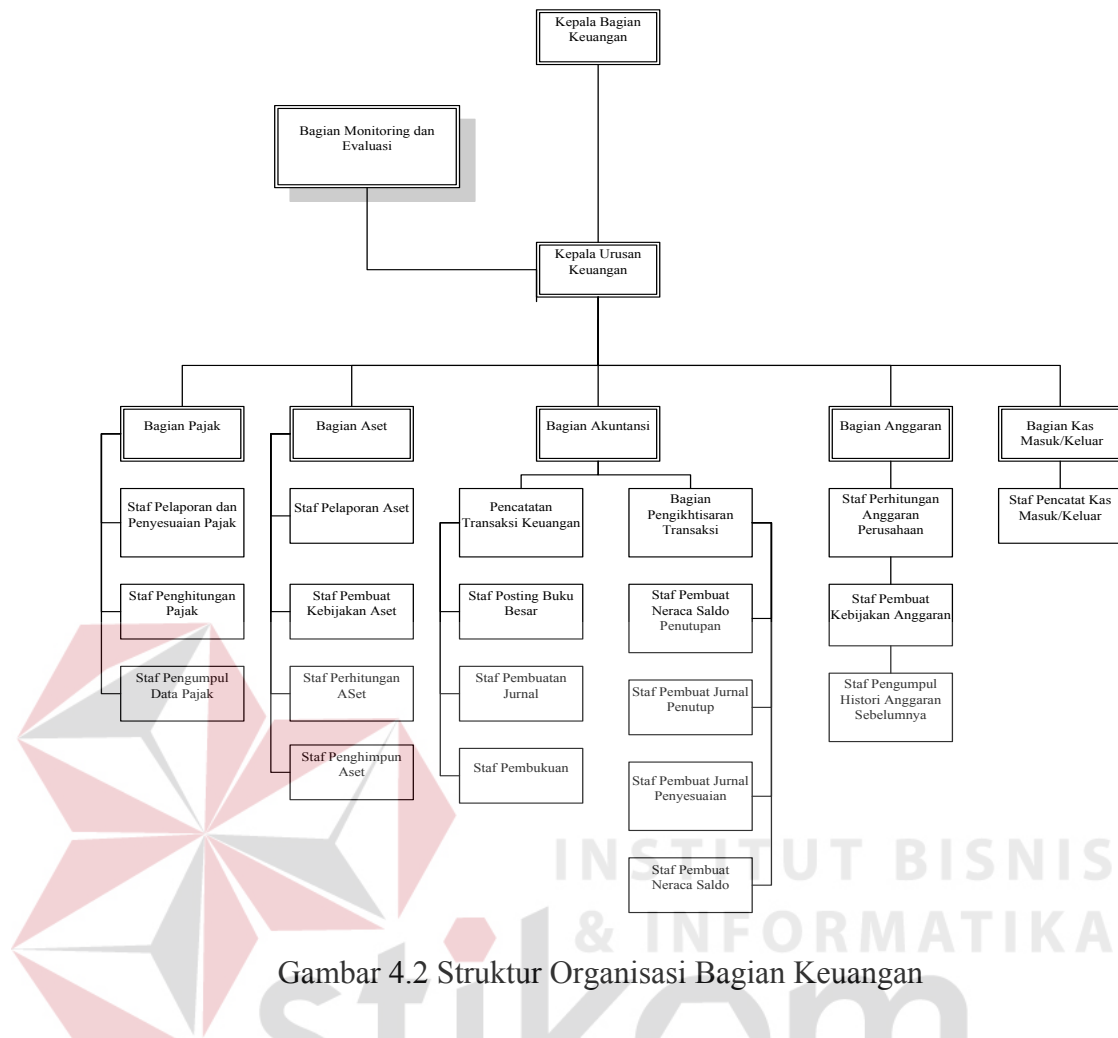 Kepala Bagian
Keuangan
Bagian Monitoring dan
Evaluasi
Kepala Urusan
Keuangan
Bagian Pajak
Bagian Aset
Bagian Akuntansi
Bagian Anggaran
Bagian Kas
Masuk/Keluar
Staf Pelaporan dan
Penyesuaian Pajak
Staf Pelaporan Aset
Pencatatan
Transaksi Keuangan
Bagian
Pengikhtisaran
Transaksi
Staf Perhitungan
Anggaran
Perusahaan
Staf Pencatat Kas
Masuk/Keluar
Staf Penghitungan
Pajak
Staf Pembuat
Kebijakan Aset
Staf Posting Buku
Besar
Staf Pembuat
Neraca Saldo
Penutupan
Staf Pembuat
Kebijakan Anggaran
Staf Pengumpul
Data Pajak
Staf Perhitungan
ASet
Staf Pembuatan
Jurnal
Staf Pembuat Jurnal
Penutup
Staf Pengumpul
Histori Anggaran
Sebelumnya
Staf Penghimpun
Aset
Staf Pembukuan
Staf Pembuat Jurnal
Penyesuaian
Staf Pembuat
Neraca Saldo
INSTITUT BISNIS
& INFORMATIKA
Gambar 4.2 Struktur Organisasi Bagian Keuangan
stikom